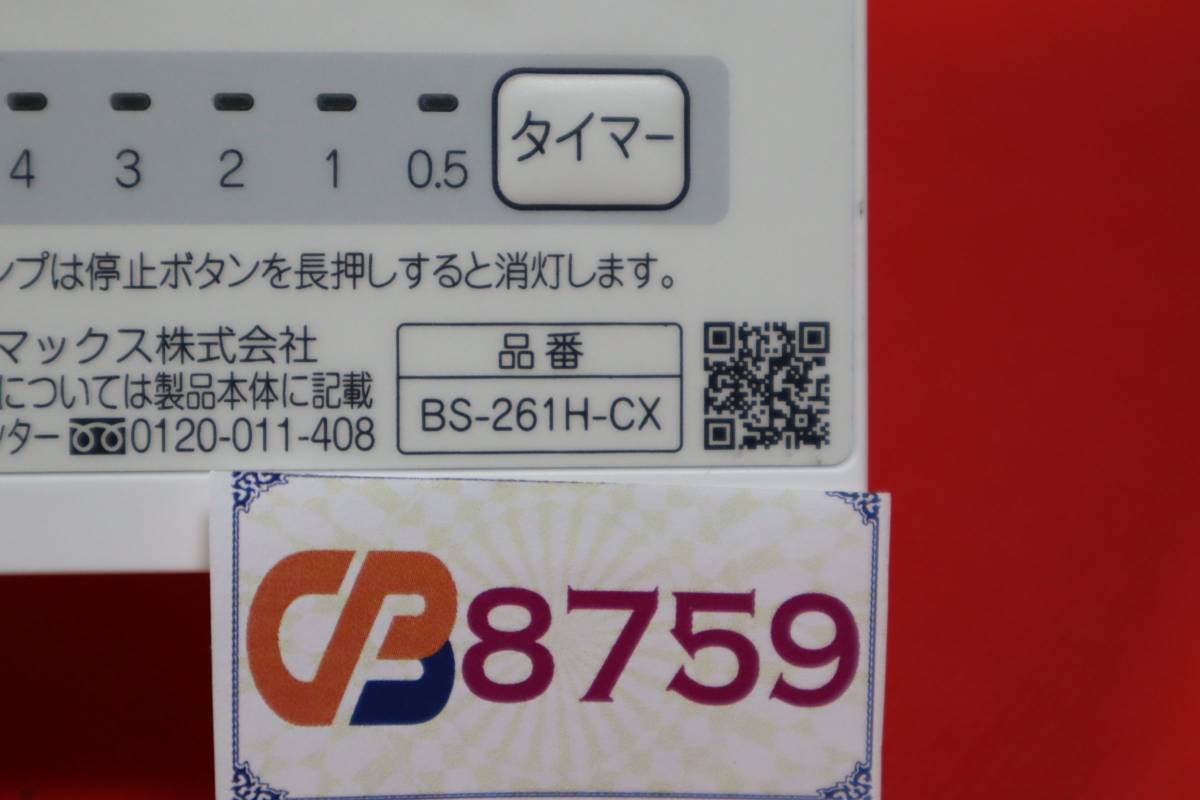 タイマー
4 3 2 1 0.5
ンプは停止ボタンを長押しすると消灯します。
マックス株式会社
については製品本体に記載
ンター 0120-011-408
品番
BS-261H-CX
CB 8759